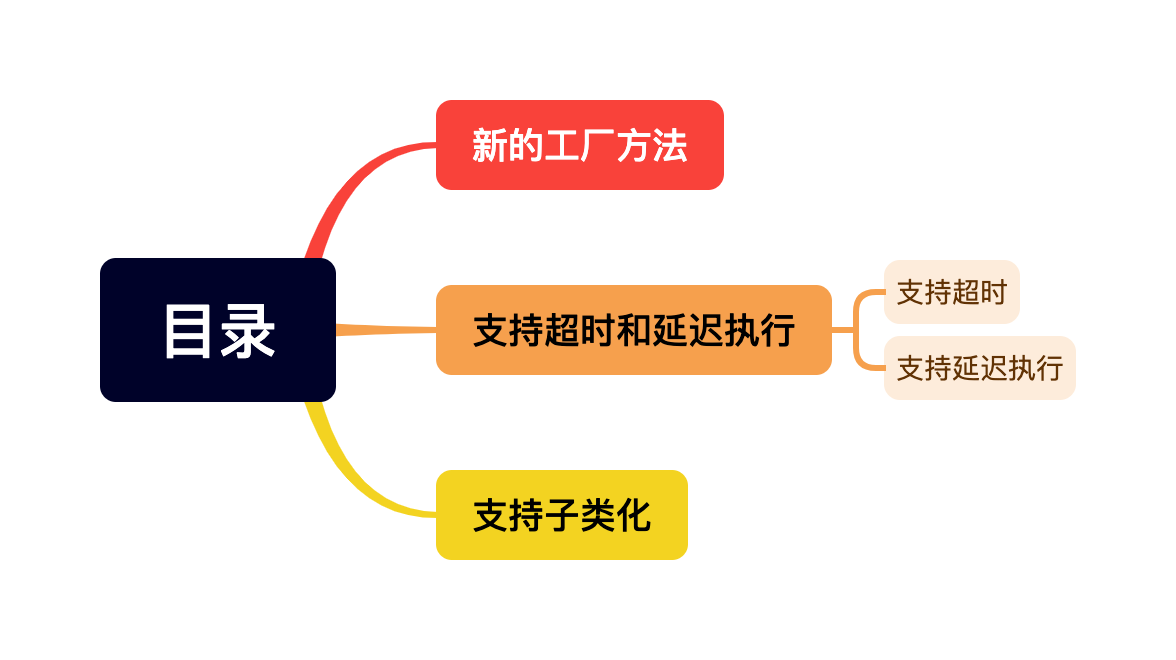 目录
新的工厂方法
支持超时和延迟执行
支持超时
支持延迟执行
支持子类化